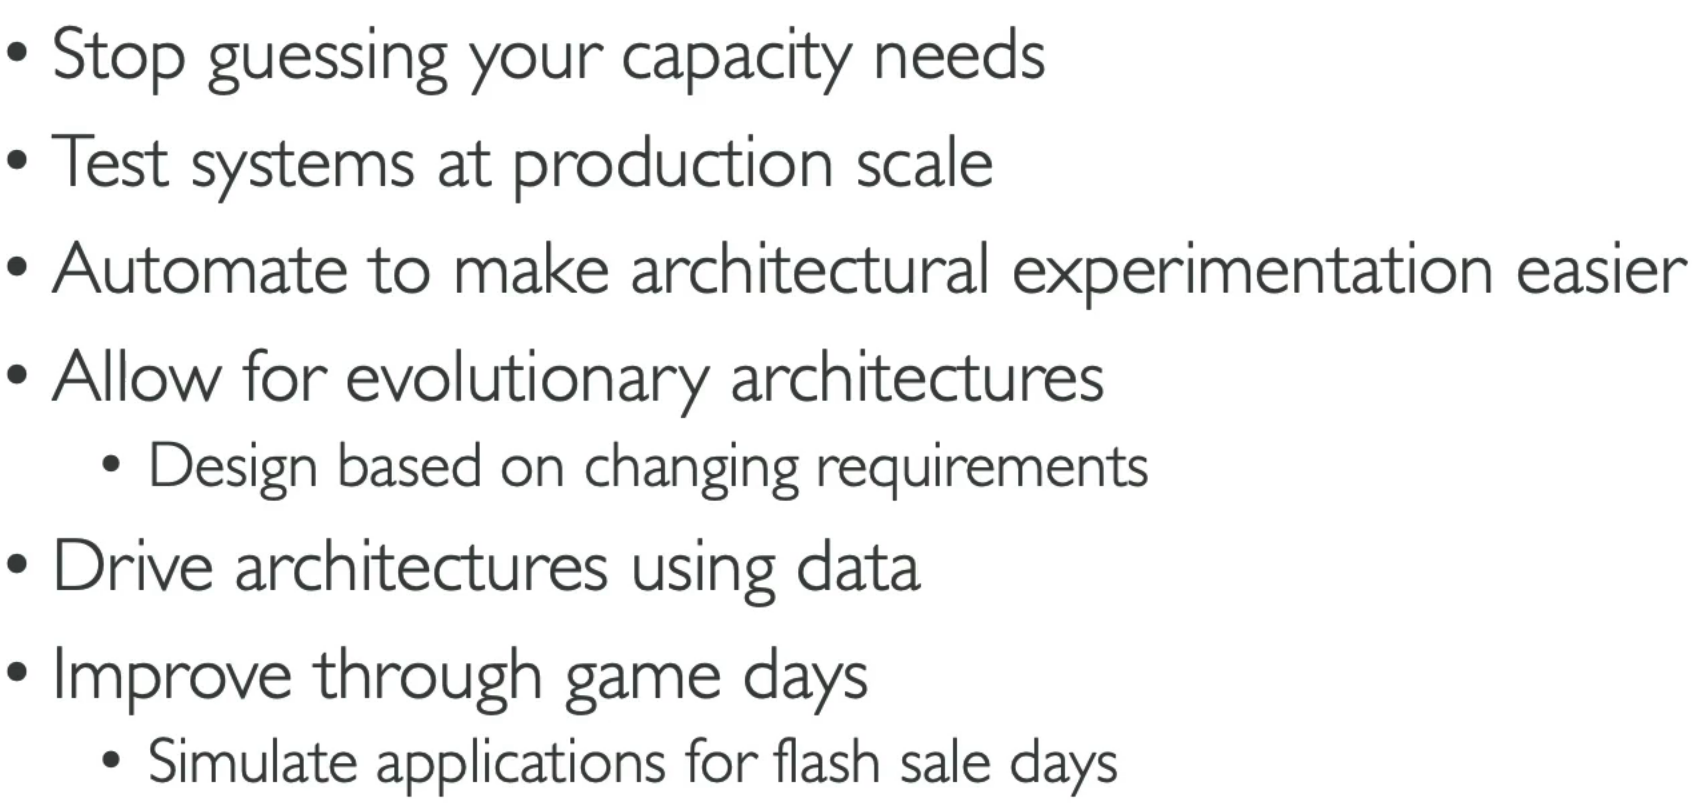 • Stop guessing your capacity needs
• Test systems at production scale
• Automate to make architectural experimentation easier
• Allow for evolutionary architectures
• Design based on changing requirements
• Drive architectures using data
• Improve through game days
• Simulate applications for flash sale days